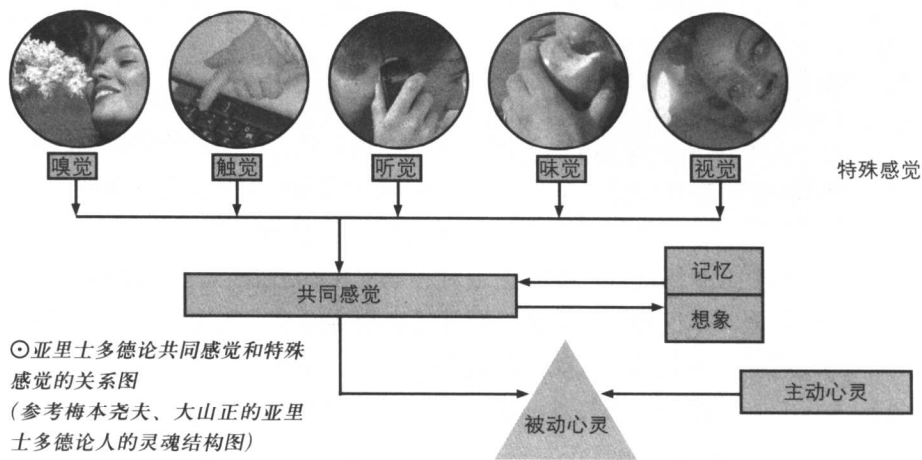 嗅觉
触觉
听觉
味觉
视觉
特殊感觉
记忆
共同感觉
想象
⊙亚里士多德论共同感觉和特殊
感觉的关系图
(参考梅本尧夫、大山正的亚里
士多德论人的灵魂结构图)
主动心灵
被动心灵